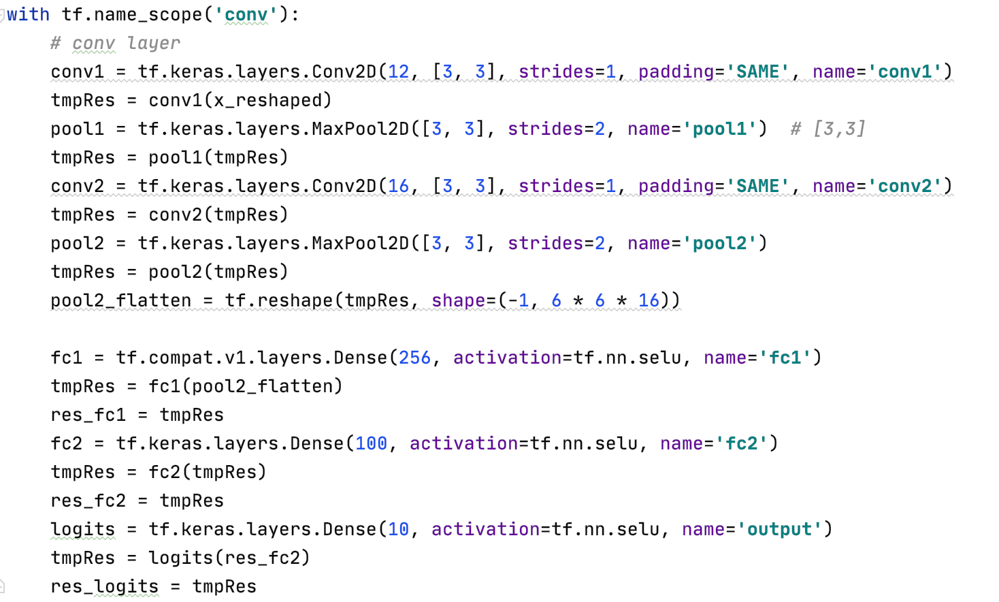 with tf.name_scope('conv'):
    # conv layer
    conv1 = tf.keras.layers.Conv2D(12, [3, 3], strides=1, padding='SAME', name='conv1')
    tmpRes = conv1(x_reshaped)
    pool1 = tf.keras.layers.MaxPool2D([3, 3], strides=2, name='pool1')  # [3,3]
    tmpRes = pool1(tmpRes)
    conv2 = tf.keras.layers.Conv2D(16, [3, 3], strides=1, padding='SAME', name='conv2')
    tmpRes = conv2(tmpRes)
    pool2 = tf.keras.layers.MaxPool2D([3, 3], strides=2, name='pool2')
    tmpRes = pool2(tmpRes)
    pool2_flatten = tf.reshape(tmpRes, shape=(-1, 6 * 6 * 16))

    fc1 = tf.compat.v1.layers.Dense(256, activation=tf.nn.selu, name='fc1')
    tmpRes = fc1(pool2_flatten)
    res_fc1 = tmpRes
    fc2 = tf.keras.layers.Dense(100, activation=tf.nn.selu, name='fc2')
    tmpRes = fc2(tmpRes)
    res_fc2 = tmpRes
    logits = tf.keras.layers.Dense(10, activation=tf.nn.selu, name='output')
    tmpRes = logits(res_fc2)
    res_logits = tmpRes